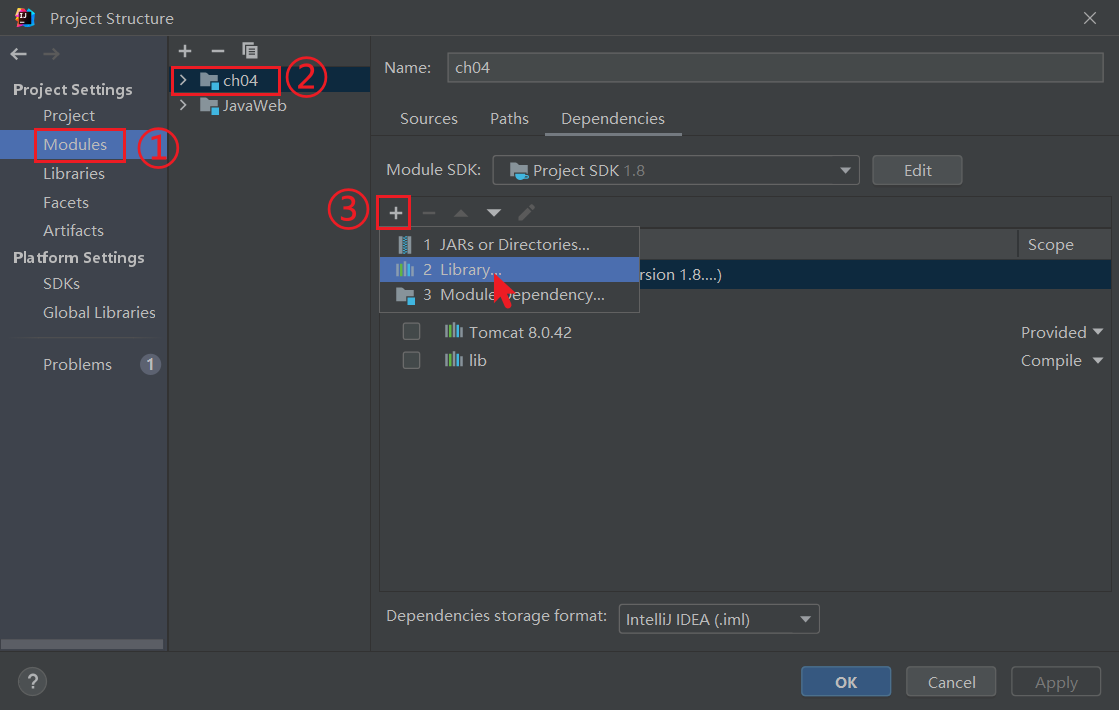 Project Structure
Project Settings
Project
Modules
①
Libraries
Facets
Artifacts
Platform Settings
SDKs
Global Libraries
Problems 1
ch04
②
JavaWeb
Name: ch04
Sources Paths Dependencies
Module SDK: Project SDK 1.8 Edit
③
Scope
1 JARs or Directories...
2 Library...
rsion 1.8....)
3 Module Dependency...
Tomcat 8.0.42 Provided
lib Compile
Dependencies storage format: IntelliJ IDEA (.iml)
? OK Cancel Apply